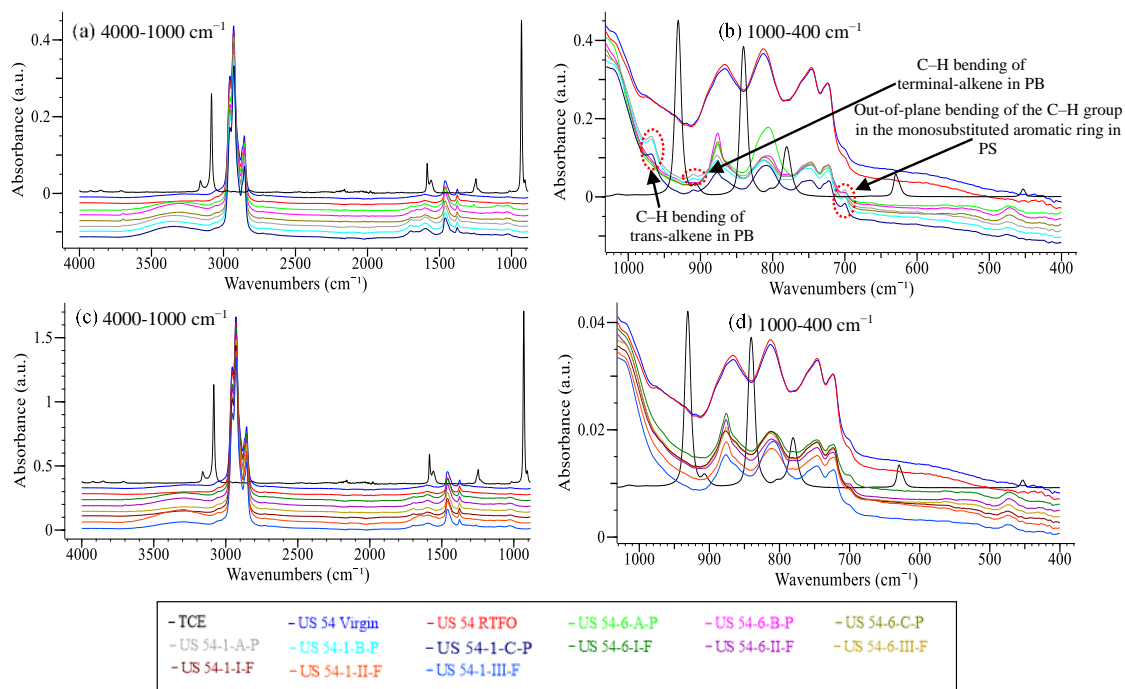 (a) 4000-1000 cm⁻¹
0.4
0.2
0
Absorbance (a.u.)
4000 3500 3000 2500 2000 1500 1000
Wavenumbers (cm⁻¹)
(b) 1000-400 cm⁻¹
C–H bending of
terminal-alkene in PB
Out-of-plane bending of the C–H group
in the monosubstituted aromatic ring in
PS
C–H bending of
trans-alkene in PB
0.4
0.2
0
Absorbance (a.u.)
1000 900 800 700 600 500 400
Wavenumbers (cm⁻¹)
(c) 4000-1000 cm⁻¹
1.5
1
0.5
0
Absorbance (a.u.)
4000 3500 3000 2500 2000 1500 1000
Wavenumbers (cm⁻¹)
(d) 1000-400 cm⁻¹
0.04
0.02
0
Absorbance (a.u.)
1000 900 800 700 600 500 400
Wavenumbers (cm⁻¹)
– TCE – US 54 Virgin – US 54 RTFO – US 54-6-A-P – US 54-6-B-P – US 54-6-C-P
– US 54-1-A-P – US 54-1-B-P – US 54-1-C-P – US 54-6-I-F – US 54-6-II-F – US 54-6-III-F
– US 54-1-I-F – US 54-1-II-F – US 54-1-III-F